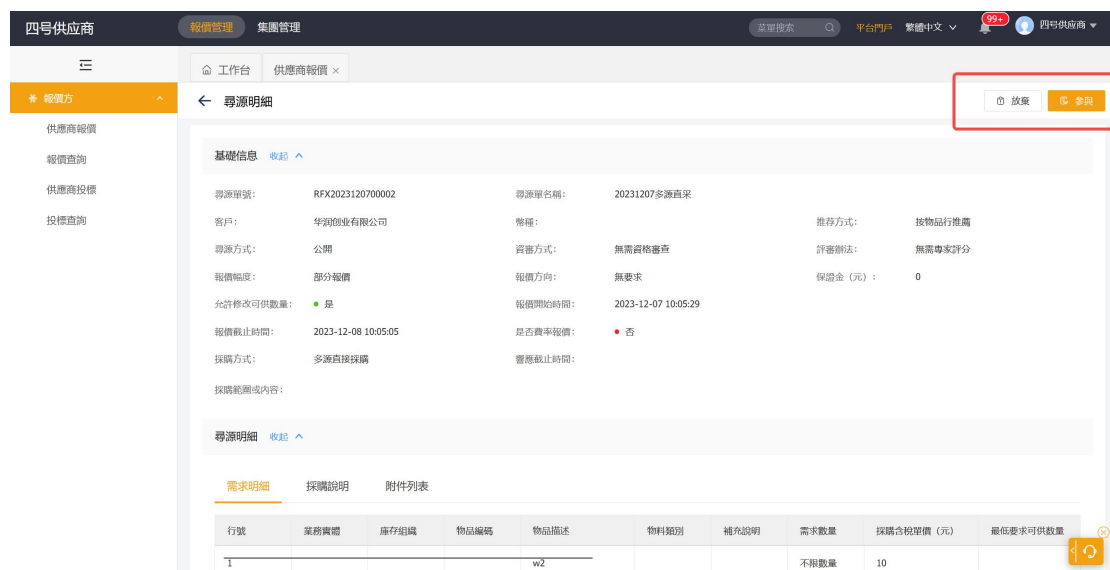 四号供应商 報價管理 集團管理 菜單搜索 平台門戶 繁體中文 99+ 四号供应商
工作台 供應商報價 ×
報價方
供應商報價
報價查詢
供應商投標
投標查詢
尋源明細 放棄 參與
基礎信息 收起
尋源單號： RFX2023120700002 尋源單名稱： 20231207多源直采
客戶： 华润创业有限公司 幣種： 推荐方式： 按物品行推薦
尋源方式： 公開 資審方式： 無需資格審查 評審辦法： 無需專家評分
報價幅度： 部分報價 報價方向： 無要求 保證金（元）： 0
允許修改可供數量： 是 報價開始時間： 2023-12-07 10:05:29
報價截止時間： 2023-12-08 10:05:05 是否費率報價： 否
採購方式： 多源直接採購 響應截止時間：
採購範圍或內容：
尋源明細 收起
需求明細 採購說明 附件列表
行號 業務實體 庫存組織 物品編碼 物品描述 物料類別 補充說明 需求數量 採購含稅單價（元） 最低要求可供數量
1 w2 不限數量 10